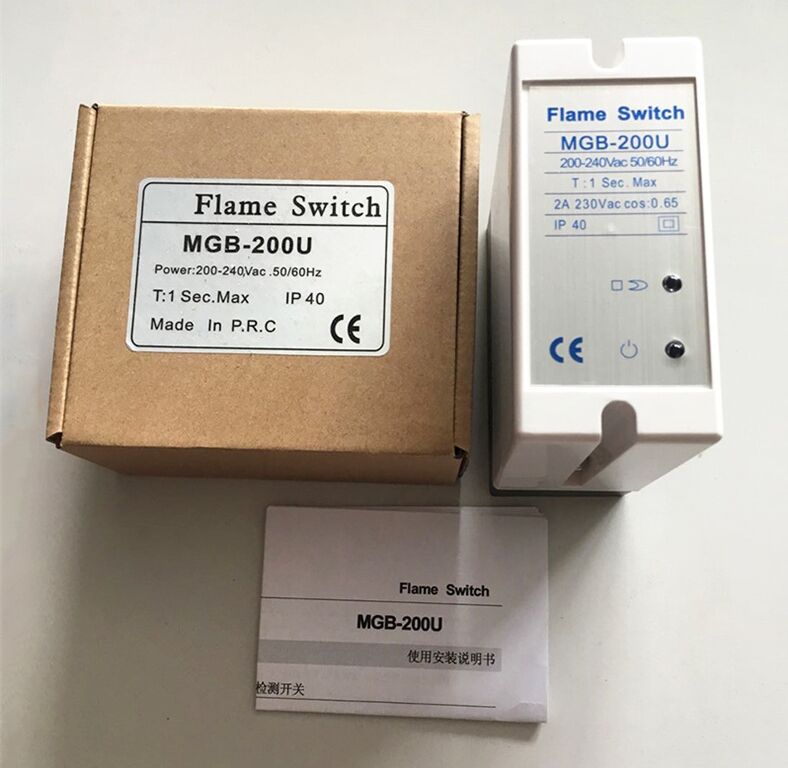 Flame Switch
MGB-200U
Power:200-240,Vac .50/60Hz
T:1 Sec.Max IP 40
Made In P.R.C CE
Flame Switch
MGB-200U
200-240Vac 50/60Hz
T:1 Sec. Max
2A 230Vac cos:0.65
IP 40
CE
Flame Switch
MGB-200U
使用安装说明书
检测开关